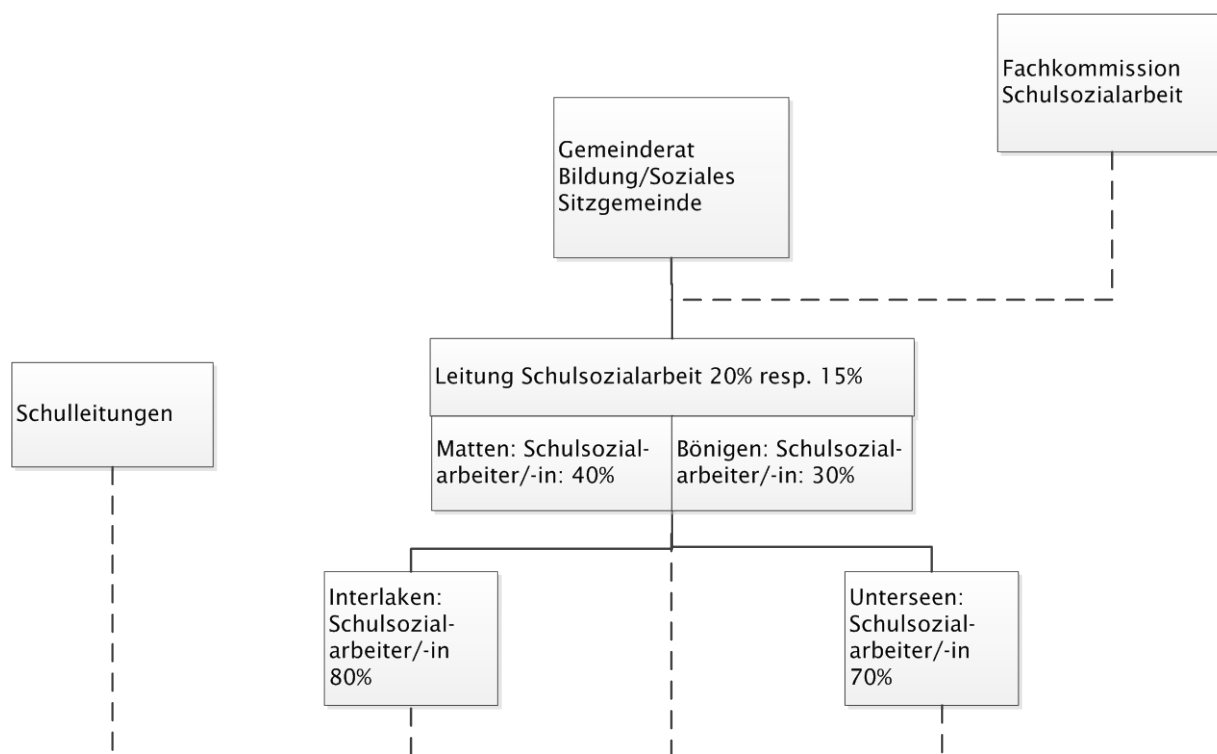 Fachkommission
Schulsozialarbeit
Gemeinderat
Bildung/Soziales
Sitzgemeinde
Leitung Schulsozialarbeit 20% resp. 15%
Schulleitungen
Matten: Schulsozial-
arbeiter/-in: 40%
Bönigen: Schulsozial-
arbeiter/-in: 30%
Interlaken:
Schulsozial-
arbeiter/-in
80%
Unterseen:
Schulsozial-
arbeiter/-in
70%